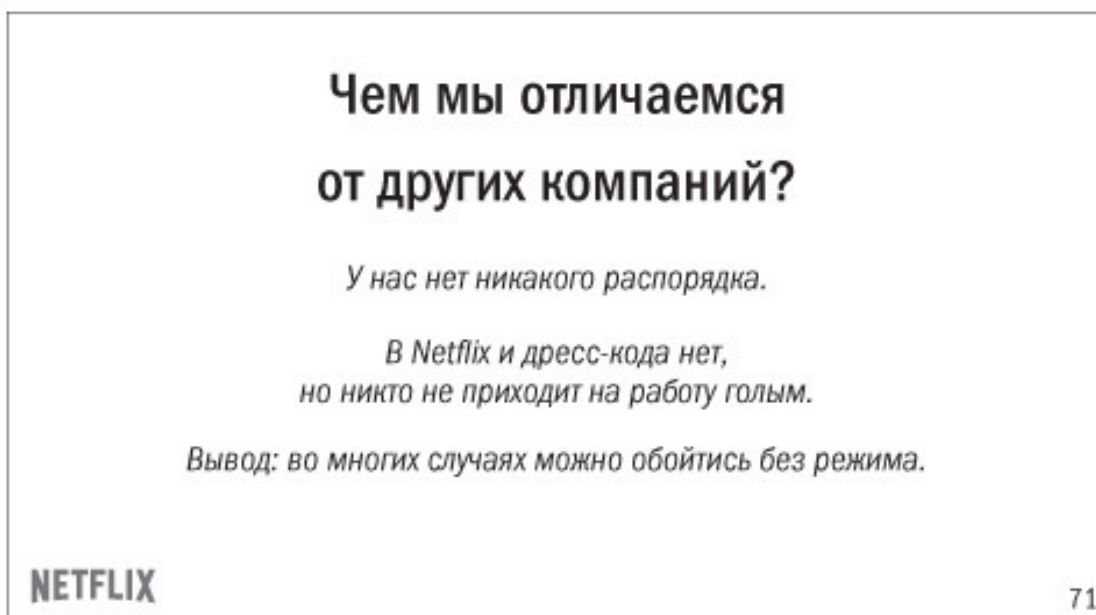 Чем мы отличаемся
от других компаний?
У нас нет никакого распорядка.
В Netflix и дресс-кода нет,
но никто не приходит на работу голым.
Вывод: во многих случаях можно обойтись без режима.
NETFLIX
71